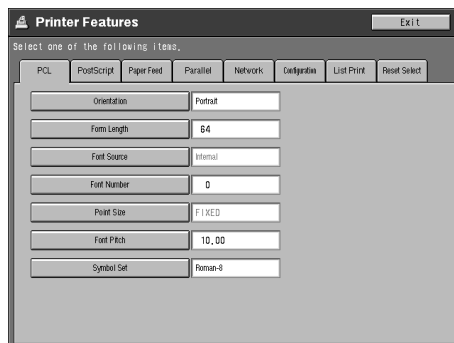 Printer Features
Exit
Select one of the following items.
PCL PostScript Paper Feed Parallel Network Configuration List Print Reset Select
Orientation Portrait
Form Length 64
Font Source Internal
Font Number 0
Point Size FIXED
Font Pitch 10.00
Symbol Set Roman-8